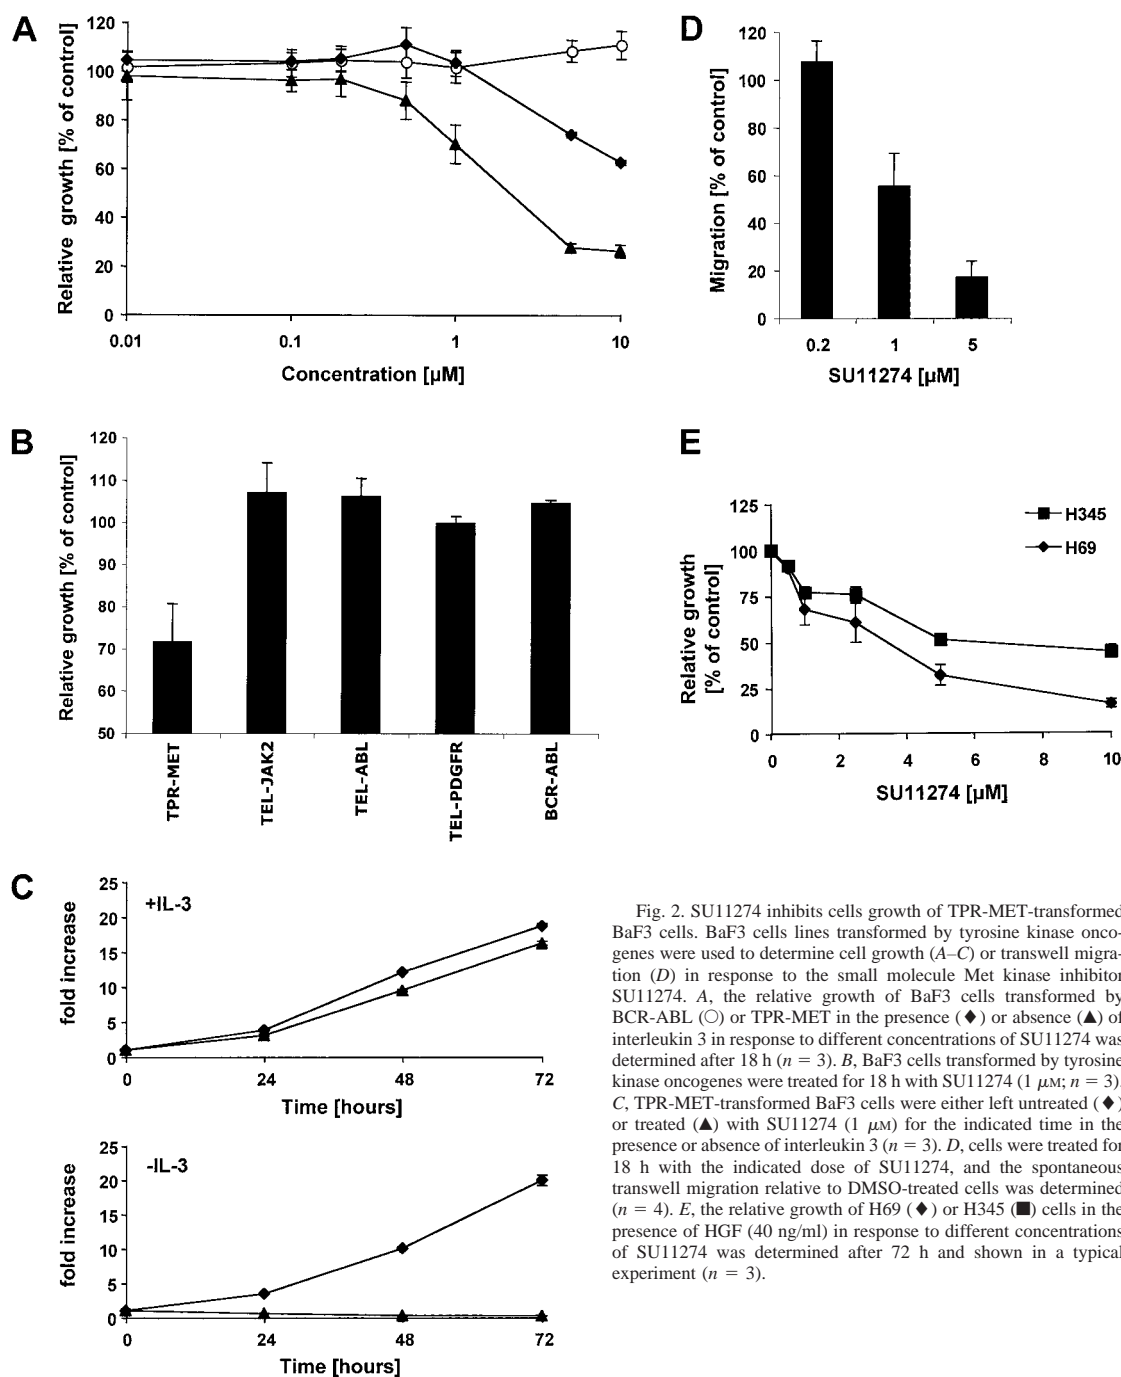 A
Relative growth [% of control]
120
100
80
60
40
20
0
0.01
0.1
1
10
Concentration [µM]
D
Migration [% of control]
120
100
80
60
40
20
0
0.2
1
5
SU11274 [µM]
B
Relative growth [% of control]
120
110
100
90
80
70
60
50
TPR-MET
TEL-JAK2
TEL-ABL
TEL-PDGFR
BCR-ABL
E
Relative growth
[% of control]
125
100
75
50
25
0
H345
H69
0
2
4
6
8
10
SU11274 [µM]
C
+IL-3
fold increase
25
20
15
10
5
0
0
24
48
72
Time [hours]
-IL-3
fold increase
25
20
15
10
5
0
0
24
48
72
Time [hours]
Fig. 2. SU11274 inhibits cells growth of TPR-MET-transformed
BaF3 cells. BaF3 cells lines transformed by tyrosine kinase onco-
genes were used to determine cell growth (A–C) or transwell migra-
tion (D) in response to the small molecule Met kinase inhibitor
SU11274. A, the relative growth of BaF3 cells transformed by
BCR-ABL (○) or TPR-MET in the presence (♦) or absence (▲) of
interleukin 3 in response to different concentrations of SU11274 was
determined after 18 h (n = 3). B, BaF3 cells transformed by tyrosine
kinase oncogenes were treated for 18 h with SU11274 (1 µM; n = 3).
C, TPR-MET-transformed BaF3 cells were either left untreated (♦)
or treated (▲) with SU11274 (1 µM) for the indicated time in the
presence or absence of interleukin 3 (n = 3). D, cells were treated for
18 h with the indicated dose of SU11274, and the spontaneous
transwell migration relative to DMSO-treated cells was determined
(n = 4). E, the relative growth of H69 (♦) or H345 (■) cells in the
presence of HGF (40 ng/ml) in response to different concentrations
of SU11274 was determined after 72 h and shown in a typical
experiment (n = 3).